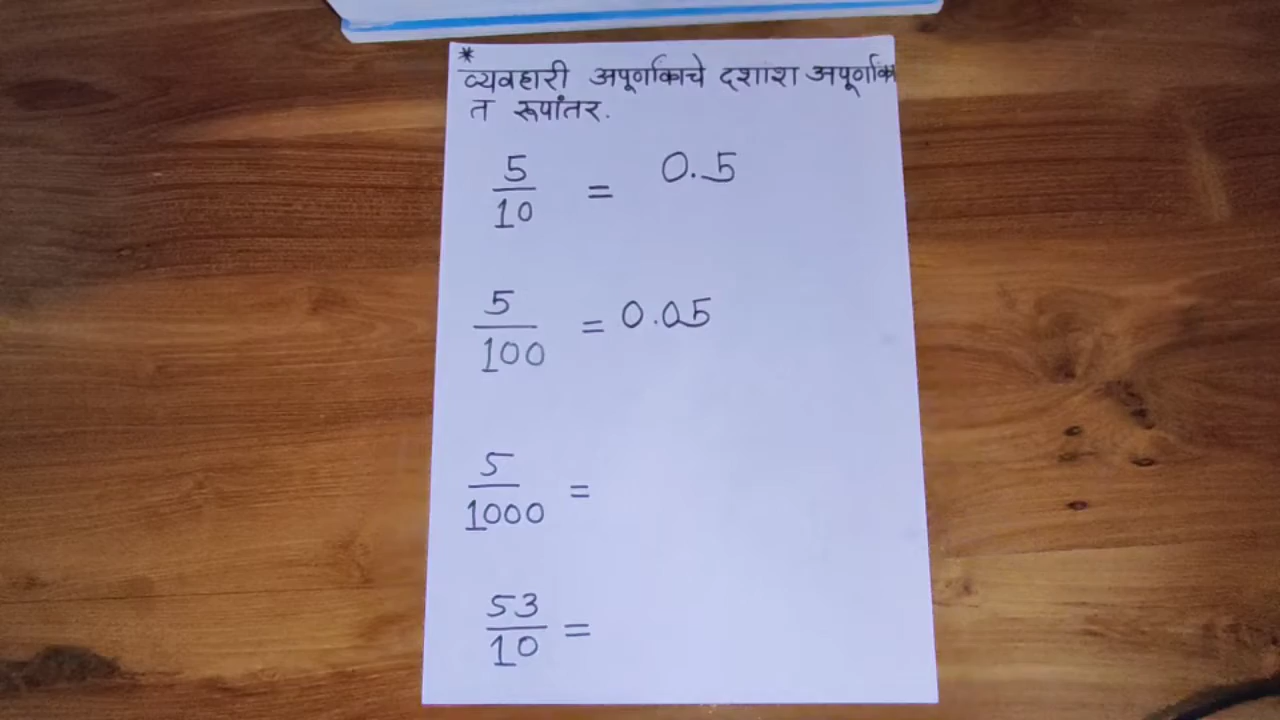 *
व्यवहारी अपूर्णांकाचे दशांश अपूर्णांका
त रूपांतर.
5/10 = 0.5
5/100 = 0.05
5/1000 =
53/10 =